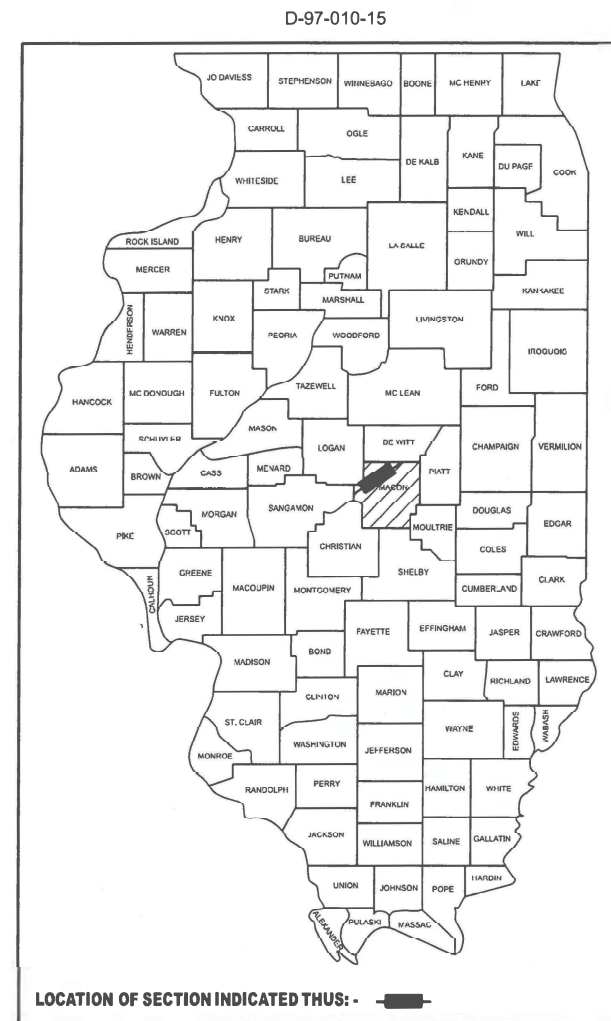 D-97-010-15
JO DAVIESS
STEPHENSON
WINNEBAGO
BOONE
MC HENRY
LAKE
CARROLL
OGLE
DE KALB
KANE
DU PAGE
COOK
WHITESIDE
LEE
KENDALL
ROCK ISLAND
HENRY
BUREAU
LA SALLE
WILL
MERCER
PUTNAM
GRUNDY
STARK
MARSHALL
KANKAKEE
HENDERSON
WARREN
KNOX
PEORIA
WOODFORD
LIVINGSTON
IROQUOIS
HANCOCK
MC DONOUGH
FULTON
TAZEWELL
MC LEAN
FORD
SCHUYLER
MASON
LOGAN
DE WITT
CHAMPAIGN
VERMILION
ADAMS
BROWN
CASS
MENARD
MACON
PIATT
PIKE
SCOTT
MORGAN
SANGAMON
CHRISTIAN
MOULTRIE
DOUGLAS
EDGAR
COLES
CALHOUN
GREENE
MACOUPIN
MONTGOMERY
SHELBY
CUMBERLAND
CLARK
JERSEY
FAYETTE
EFFINGHAM
JASPER
CRAWFORD
MADISON
BOND
CLAY
RICHLAND
LAWRENCE
CLINTON
MARION
ST. CLAIR
WAYNE
EDWARDS
WABASH
WASHINGTON
JEFFERSON
MONROE
RANDOLPH
PERRY
HAMILTON
WHITE
FRANKLIN
JACKSON
WILLIAMSON
SALINE
GALLATIN
UNION
JOHNSON
POPE
HARDIN
ALEXANDER
PULASKI
MASSAC
LOCATION OF SECTION INDICATED THUS: -